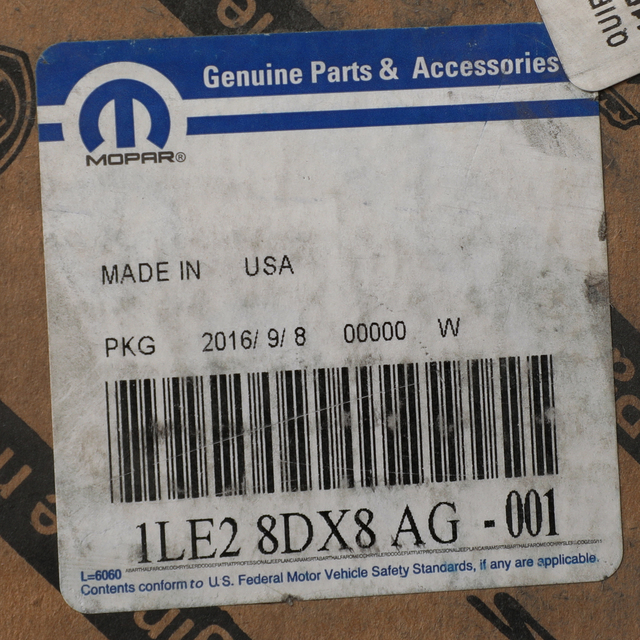 Genuine Parts & Accessories
MOPAR®
MADE IN USA
PKG 2016/ 9/ 8 00000 W
1LE2 8DX8 AG - 001
L=6060
Contents conform to U.S. Federal Motor Vehicle Safety Standards, if any are applicable.
QUI